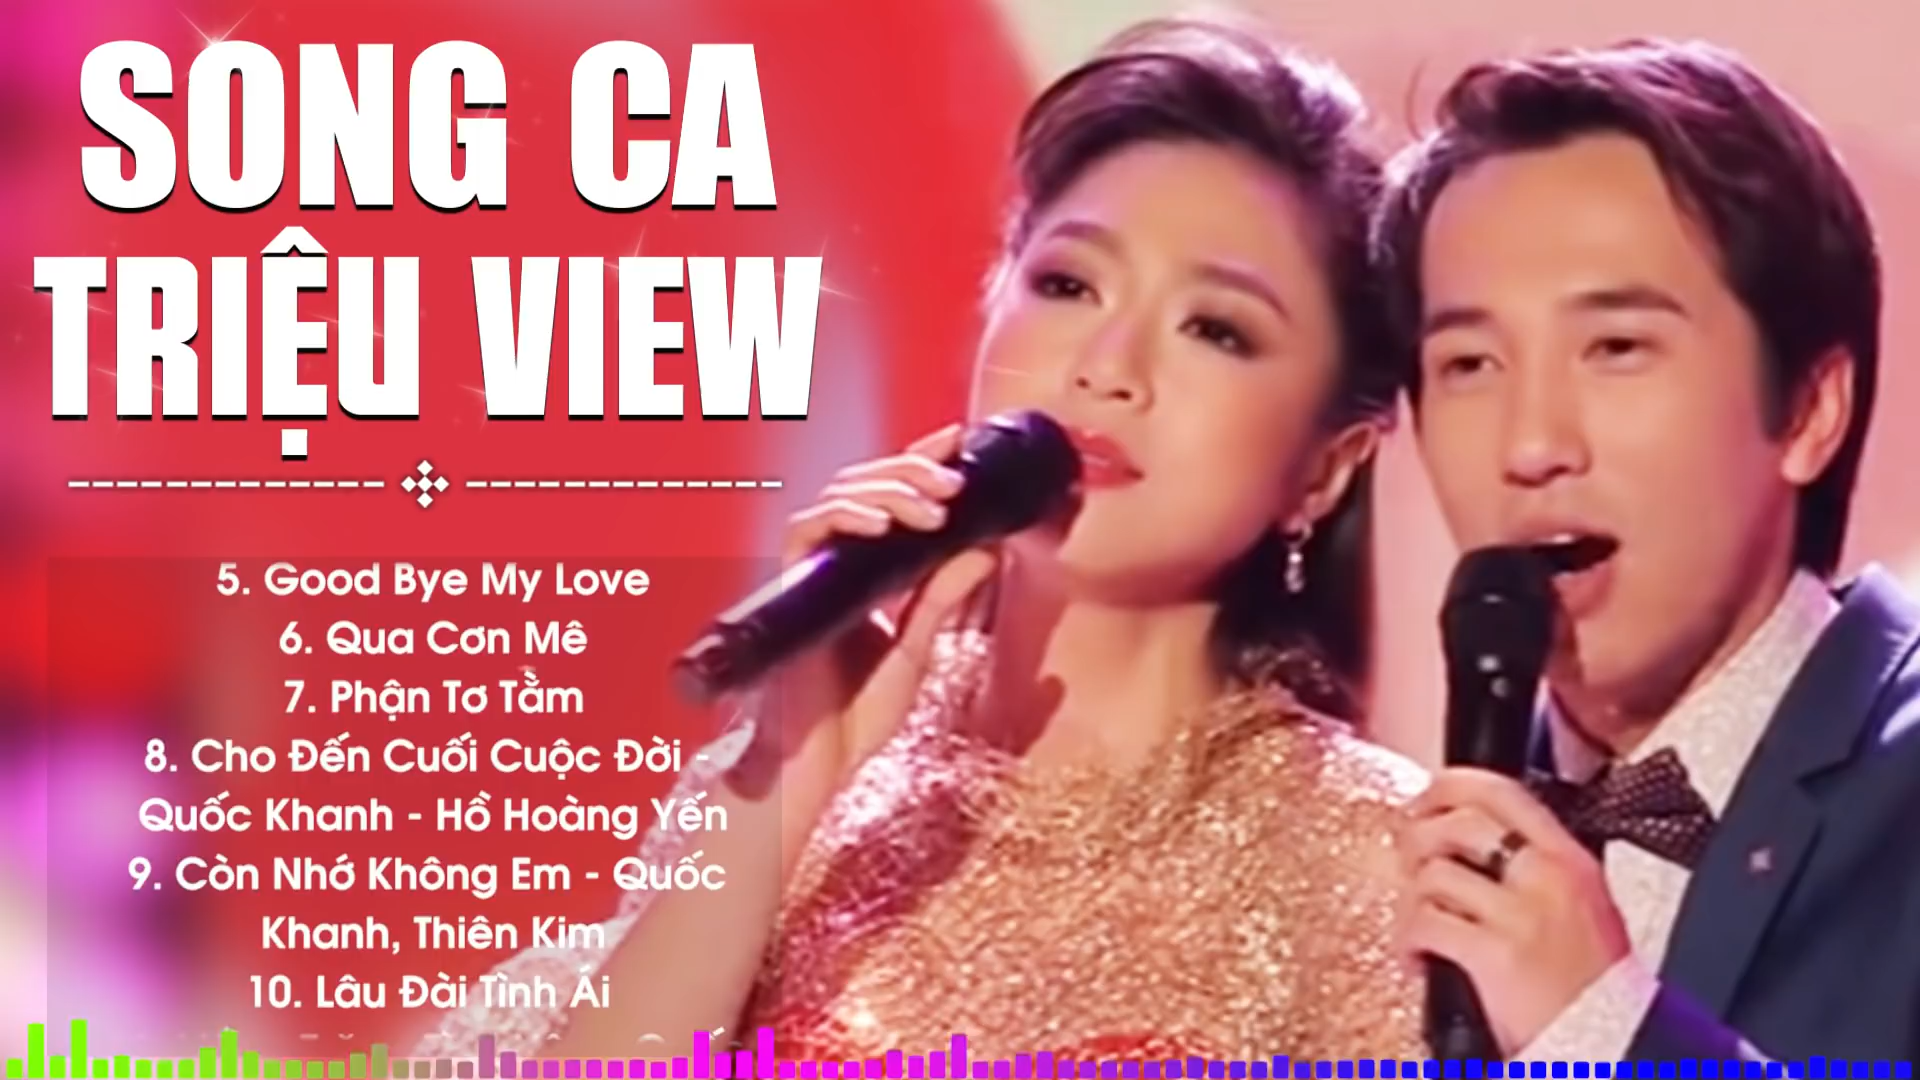 SONG CA
TRIỆU VIEW
5. Good Bye My Love
6. Qua Cơn Mê
7. Phận Tơ Tằm
8. Cho Đến Cuối Cuộc Đời -
Quốc Khanh - Hồ Hoàng Yến
9. Còn Nhớ Không Em - Quốc
Khanh, Thiên Kim
10. Lâu Đài Tình Ái